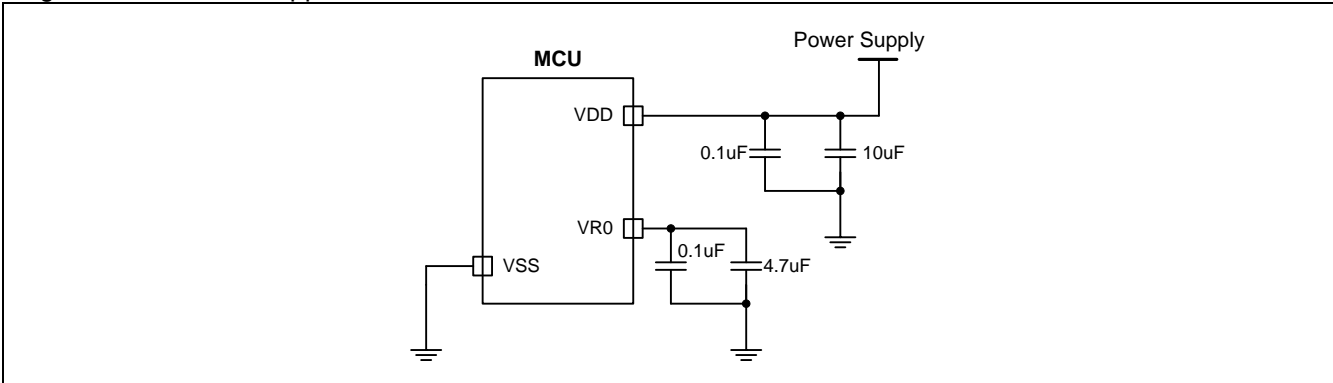 Power Supply
MCU
VDD
0.1uF
10uF
VR0
0.1uF
4.7uF
VSS